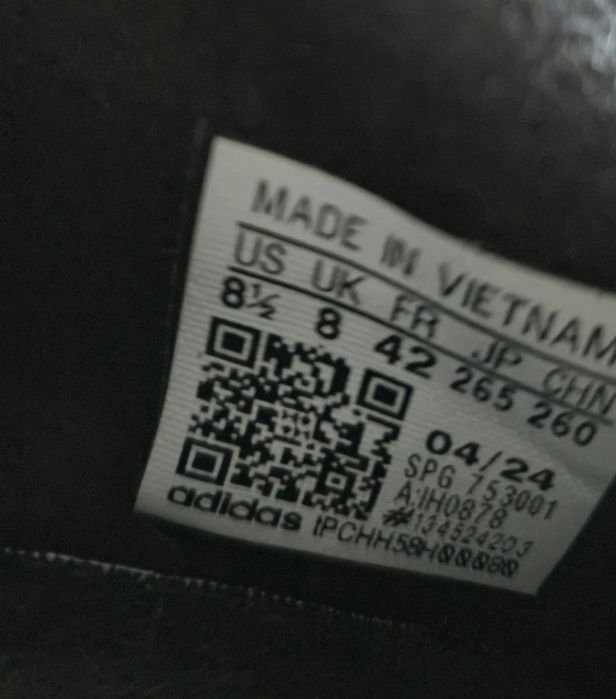 MADE IN VIETNAM
US UK FR JP CHN
8½ 8 42 265 260
04/24
SPG 753001
A:IH0878
#134524203
adidas